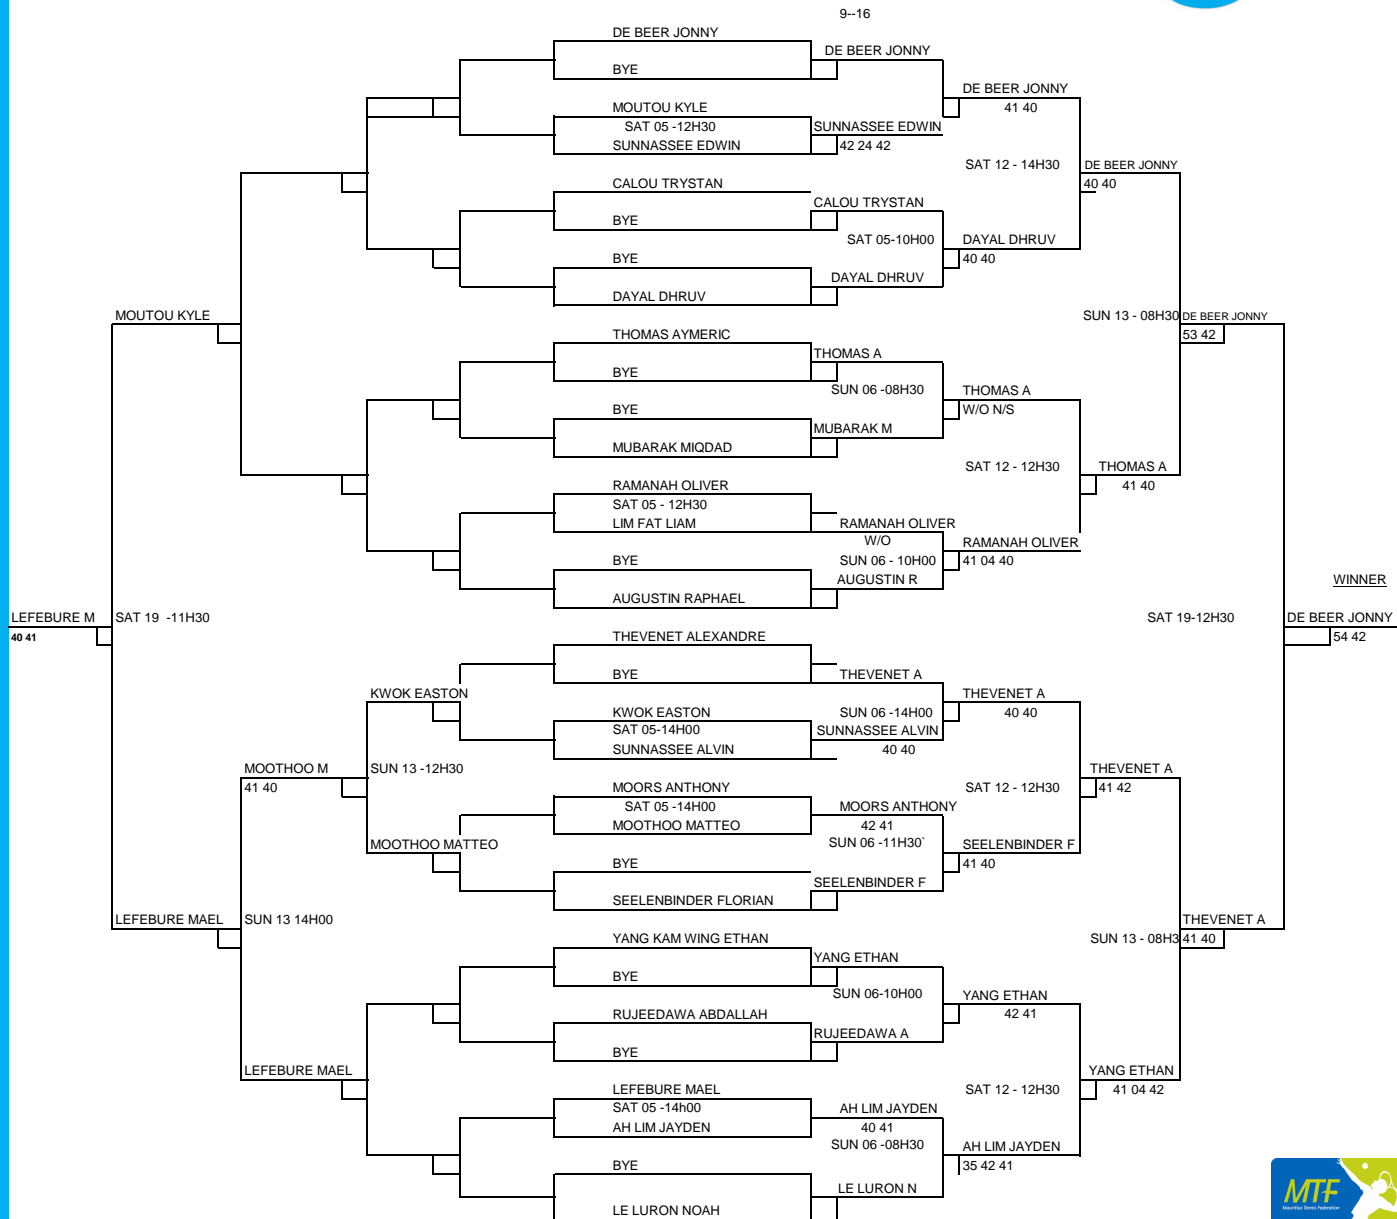 9--16
DE BEER JONNY
DE BEER JONNY
BYE
DE BEER JONNY
MOUTOU KYLE
41 40
SAT 05 -12H30
SUNNASSEE EDWIN
SUNNASSEE EDWIN
42 24 42
SAT 12 - 14H30
DE BEER JONNY
CALOU TRYSTAN
40 40
CALOU TRYSTAN
BYE
SAT 05-10H00
DAYAL DHRUV
BYE
40 40
DAYAL DHRUV
DAYAL DHRUV
MOUTOU KYLE
SUN 13 - 08H30
DE BEER JONNY
THOMAS AYMERIC
53 42
THOMAS A
BYE
SUN 06 -08H30
THOMAS A
BYE
W/O N/S
MUBARAK M
MUBARAK MIQDAD
SAT 12 - 12H30
THOMAS A
RAMANAH OLIVER
41 40
SAT 05 - 12H30
LIM FAT LIAM
RAMANAH OLIVER
W/O
RAMANAH OLIVER
BYE
SUN 06 - 10H00
41 04 40
AUGUSTIN R
WINNER
AUGUSTIN RAPHAEL
LEFEBURE M
SAT 19 -11H30
SAT 19-12H30
DE BEER JONNY
40 41
THEVENET ALEXANDRE
54 42
BYE
THEVENET A
KWOK EASTON
THEVENET A
KWOK EASTON
SUN 06 -14H00
40 40
SAT 05-14H00
SUNNASSEE ALVIN
SUNNASSEE ALVIN
40 40
MOOTHOO M
SUN 13 -12H30
THEVENET A
41 40
MOORS ANTHONY
SAT 12 - 12H30
41 42
SAT 05 -14H00
MOORS ANTHONY
MOOTHOO MATTEO
42 41
MOOTHOO MATTEO
SUN 06 -11H30`
SEELENBINDER F
BYE
41 40
SEELENBINDER F
SEELENBINDER FLORIAN
LEFEBURE MAEL
SUN 13 14H00
THEVENET A
YANG KAM WING ETHAN
SUN 13 - 08H3
41 40
YANG ETHAN
BYE
SUN 06-10H00
YANG ETHAN
RUJEEDAWA ABDALLAH
42 41
RUJEEDAWA A
BYE
LEFEBURE MAEL
YANG ETHAN
LEFEBURE MAEL
SAT 12 - 12H30
41 04 42
SAT 05 -14h00
AH LIM JAYDEN
AH LIM JAYDEN
40 41
SUN 06 -08H30
AH LIM JAYDEN
BYE
35 42 41
LE LURON N
LE LURON NOAH
MTF
Mauritius Tennis Federation